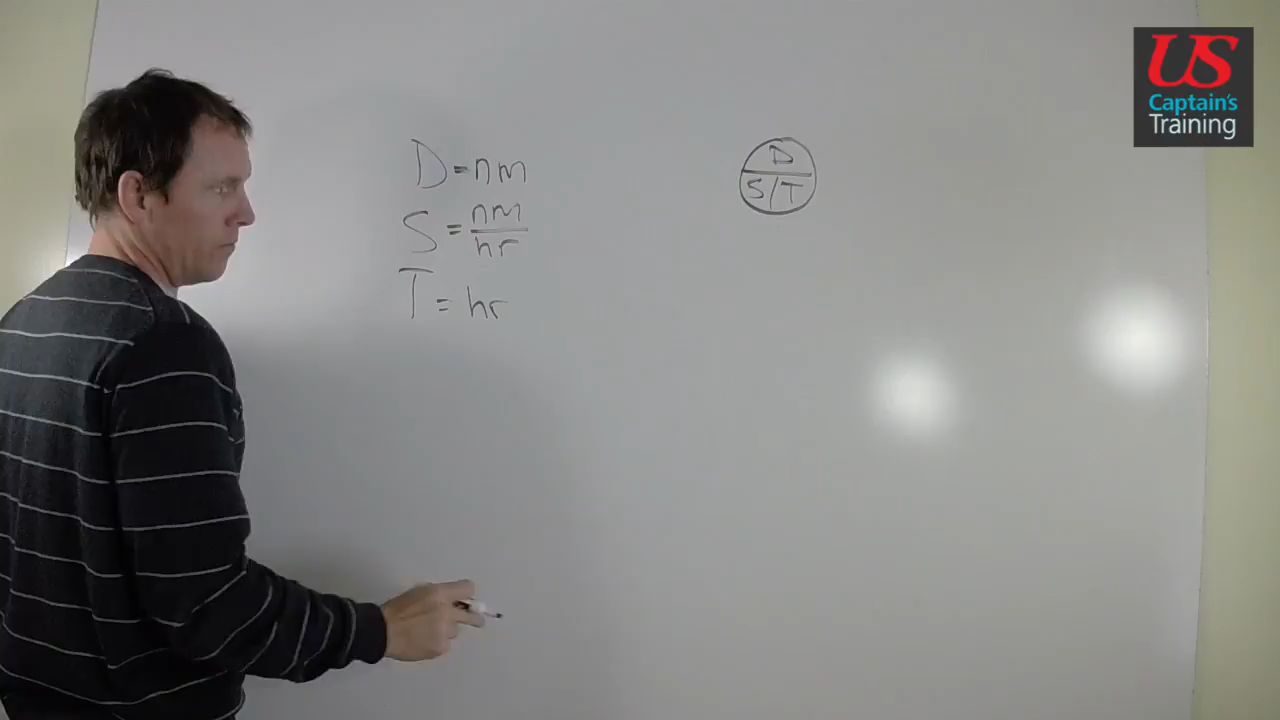 D = nm
S = nm/hr
T = hr
D
S/T
US
Captain's
Training